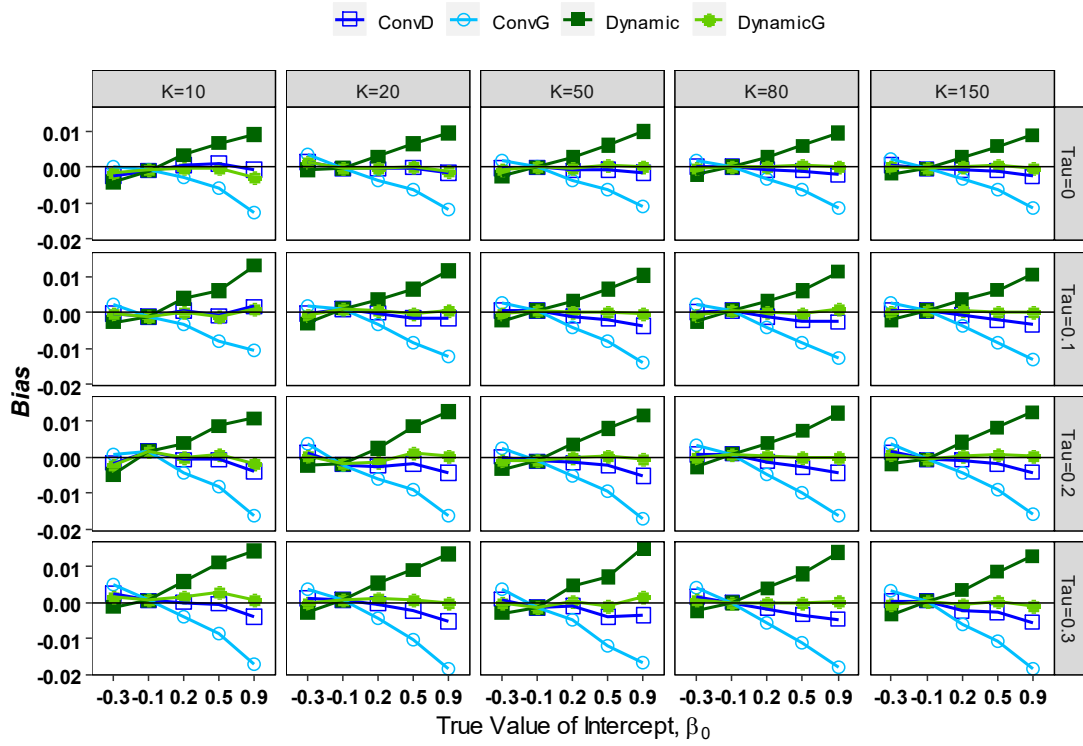 ConvD ConvG Dynamic DynamicG
K=10 K=20 K=50 K=80 K=150
0.01
0.00
-0.01
-0.02
Tau=0
0.01
0.00
-0.01
-0.02
Tau=0.1
0.01
0.00
-0.01
-0.02
Tau=0.2
0.01
0.00
-0.01
-0.02
Tau=0.3
Bias
-0.3 -0.1 0.2 0.5 0.9 -0.3 -0.1 0.2 0.5 0.9 -0.3 -0.1 0.2 0.5 0.9 -0.3 -0.1 0.2 0.5 0.9 -0.3 -0.1 0.2 0.5 0.9
True Value of Intercept, β₀